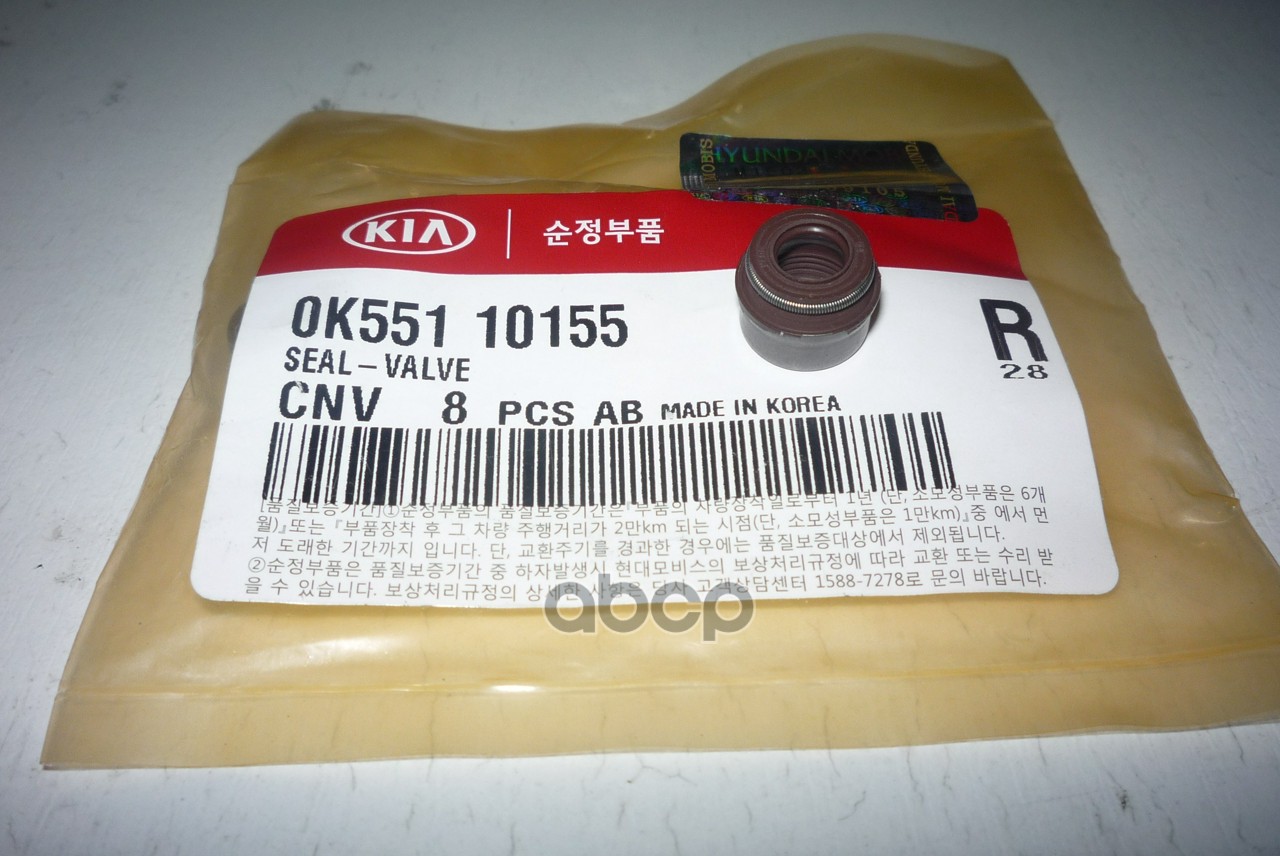 HYUNDAI
MOBIS
KIA 순정부품
0K551 10155
SEAL-VALVE
CNV 8 PCS AB MADE IN KOREA
R
28
[품질보증기간]①순정부품의 품질보증기간은『부품의 차량장착일로부터 1년 (단, 소모성부품은 6개
월)』또는 『부품장착 후 그 차량 주행거리가 2만km 되는 시점(단, 소모성부품은 1만km)』중 에서 먼
저 도래한 기간까지 입니다. 단, 교환주기를 경과한 경우에는 품질보증대상에서 제외됩니다.
②순정부품은 품질보증기간 중 하자발생시 현대모비스의 보상처리규정에 따라 교환 또는 수리 받
을 수 있습니다. 보상처리규정의 상세한 사항은 당사 고객상담센터 1588-7278로 문의 바랍니다.
abcp